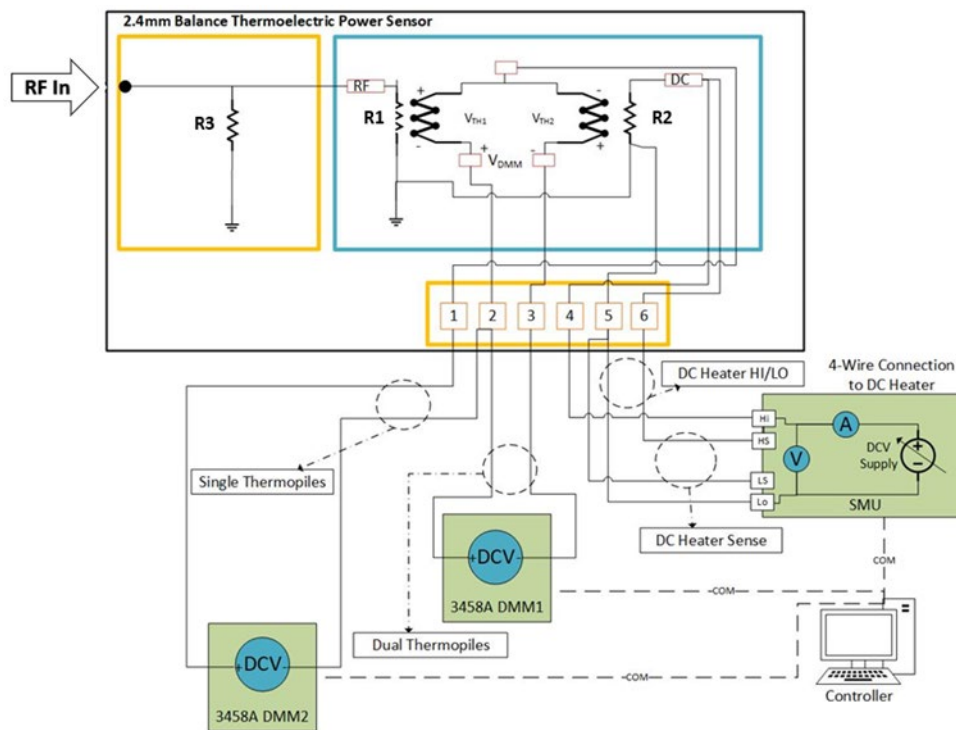 2.4mm Balance Thermoelectric Power Sensor
RF In
R3
RF
R1
+
-
VTH1
+
VDMM
VTH2
-
-
+
R2
DC
1 2 3 4 5 6
DC Heater HI/LO
4-Wire Connection
to DC Heater
Hi
HS
LS
Lo
A
V
DCV
Supply
+
-
SMU
Single Thermopiles
DC Heater Sense
+DCV-
3458A DMM1
Dual Thermopiles
+DCV-
3458A DMM2
COM
COM
COM
Controller